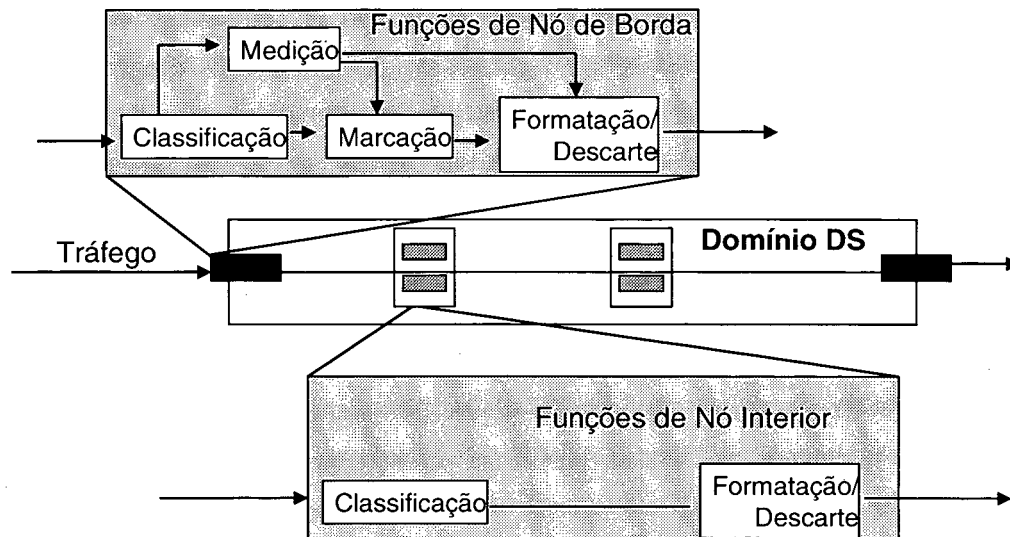 Funções de Nó de Borda
Medição
Classificação
Marcação
Formatação/
Descarte
Tráfego
Domínio DS
Funções de Nó Interior
Classificação
Formatação/
Descarte